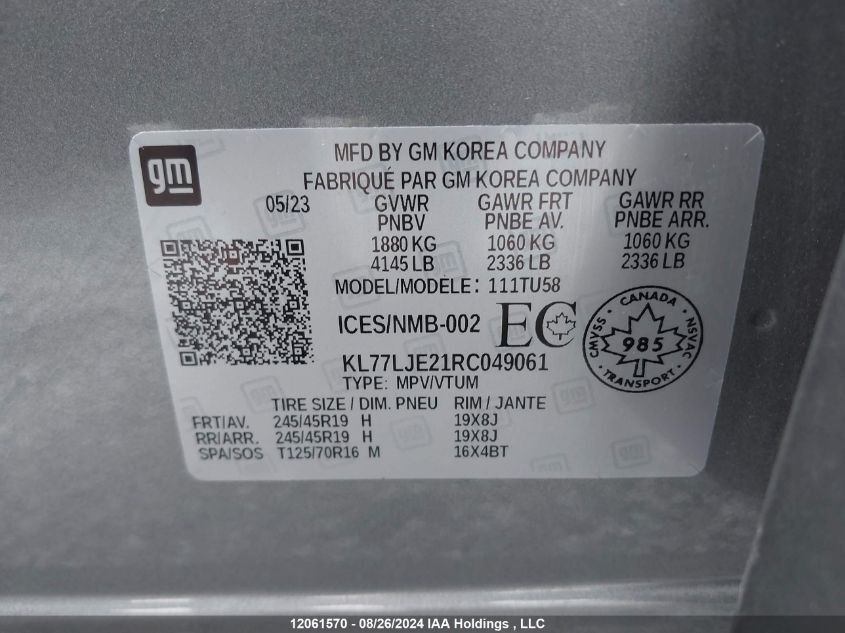 gm
MFD BY GM KOREA COMPANY
FABRIQUÉ PAR GM KOREA COMPANY
05/23 GVWR GAWR FRT GAWR RR
PNBV PNBE AV. PNBE ARR.
1880 KG 1060 KG 1060 KG
4145 LB 2336 LB 2336 LB
MODEL/MODELE: 111TU58
ICES/NMB-002 EC
CANADA
CMVSS 985 NSVAC
TRANSPORT
KL77LJE21RC049061
TYPE: MPV/VTUM
TIRE SIZE / DIM. PNEU RIM / JANTE
FRT/AV. 245/45R19 H 19X8J
RR/ARR. 245/45R19 H 19X8J
SPA/SOS T125/70R16 M 16X4BT
12061570 - 08/26/2024 IAA Holdings , LLC